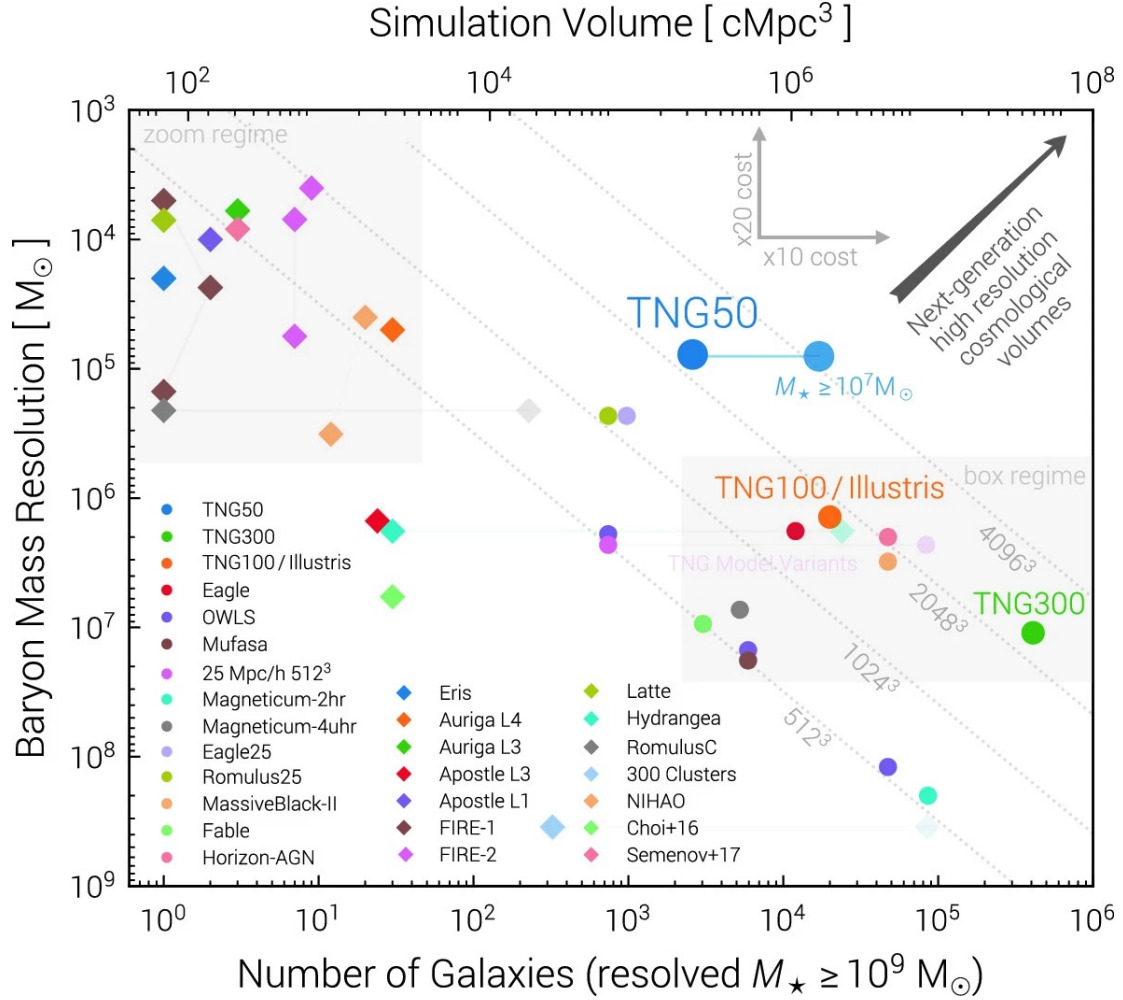 Simulation Volume [ cMpc³ ]
10² 10⁴ 10⁶ 10⁸
Baryon Mass Resolution [ M☉ ]
10³
10⁴
10⁵
10⁶
10⁷
10⁸
10⁹
zoom regime
x20 cost
x10 cost
Next-generation
high resolution
cosmological
volumes
TNG50
M⋆ ≥ 10⁷M☉
box regime
TNG100 / Illustris
TNG Model Variants
TNG300
4096³
2048³
1024³
512³
TNG50
TNG300
TNG100 / Illustris
Eagle
OWLS
Mufasa
25 Mpc/h 512³
Magneticum-2hr
Magneticum-4uhr
Eagle25
Romulus25
MassiveBlack-II
Fable
Horizon-AGN
Eris
Auriga L4
Auriga L3
Apostle L3
Apostle L1
FIRE-1
FIRE-2
Latte
Hydrangea
RomulusC
300 Clusters
NIHAO
Choi+16
Semenov+17
10⁰ 10¹ 10² 10³ 10⁴ 10⁵ 10⁶
Number of Galaxies (resolved M⋆ ≥ 10⁹ M☉)